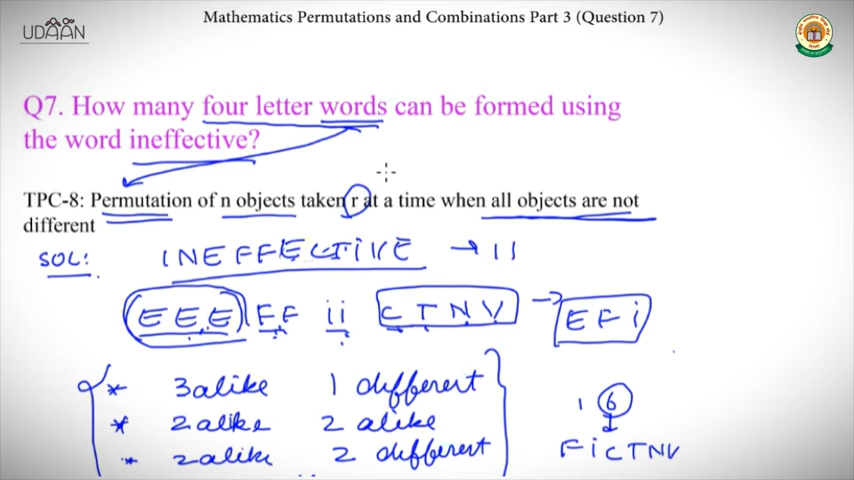 Mathematics Permutations and Combinations Part 3 (Question 7)
UDAAN
Q7. How many four letter words can be formed using
the word ineffective?
TPC-8: Permutation of n objects taken r at a time when all objects are not
different
SOL: INEFFECTIVE → 11
EEE FF ii CTNV → EFi
* 3alike 1 different
* 2 alike 2 alike
* 2alike 2 different
1 6
FiCTNV